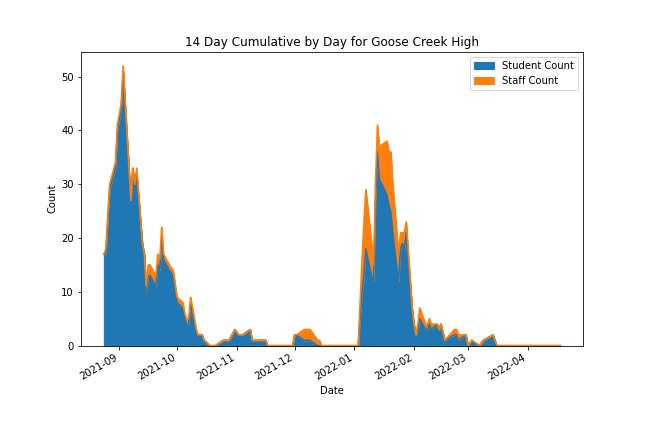 14 Day Cumulative by Day for Goose Creek High
Student Count
Staff Count
Count
50
40
30
20
10
0
2021-09
2021-10
2021-11
2021-12
2022-01
2022-02
2022-03
2022-04
Date